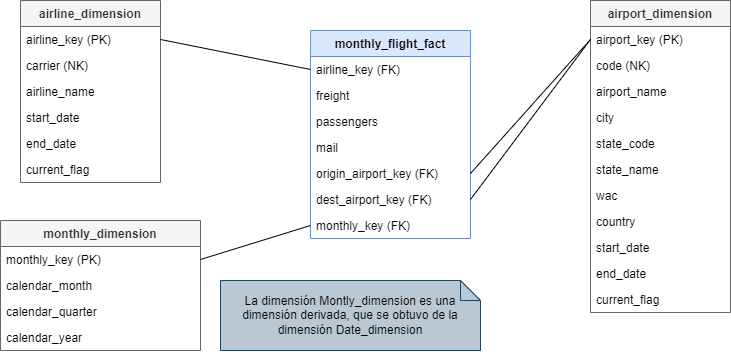 airline_dimension
airline_key (PK)
carrier (NK)
airline_name
start_date
end_date
current_flag
monthly_flight_fact
airline_key (FK)
freight
passengers
mail
origin_airport_key (FK)
dest_airport_key (FK)
monthly_key (FK)
airport_dimension
airport_key (PK)
code (NK)
airport_name
city
state_code
state_name
wac
country
start_date
end_date
current_flag
monthly_dimension
monthly_key (PK)
calendar_month
calendar_quarter
calendar_year
La dimensión Montly_dimension es una
dimensión derivada, que se obtuvo de la
dimensión Date_dimension